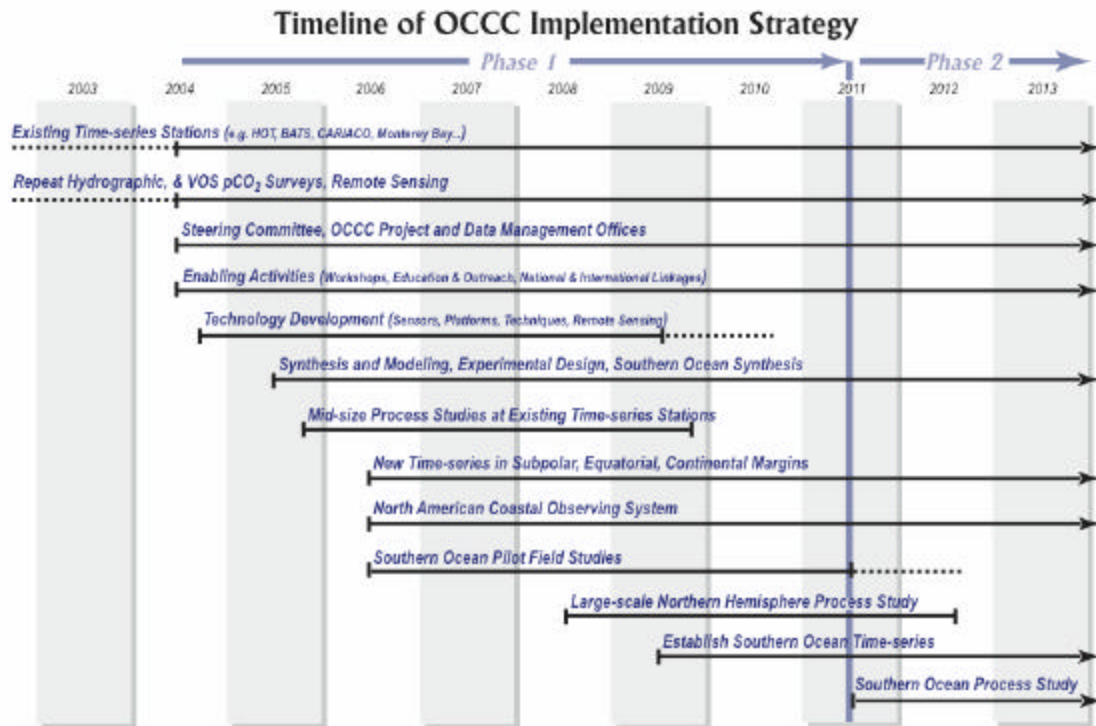 Timeline of OCCC Implementation Strategy
Phase 1 Phase 2
2003 2004 2005 2006 2007 2008 2009 2010 2011 2012 2013
Existing Time-series Stations (e.g. HOT, BATS, CARIACO, Monterey Bay...)
Repeat Hydrographic, & VOS pCO₂ Surveys, Remote Sensing
Steering Committee, OCCC Project and Data Management Offices
Enabling Activities (Workshops, Education & Outreach, National & International Linkages)
Technology Development (Sensors, Platforms, Techniques, Remote Sensing)
Synthesis and Modeling, Experimental Design, Southern Ocean Synthesis
Mid-size Process Studies at Existing Time-series Stations
New Time-series in Subpolar, Equatorial, Continental Margins
North American Coastal Observing System
Southern Ocean Pilot Field Studies
Large-scale Northern Hemisphere Process Study
Establish Southern Ocean Time-series
Southern Ocean Process Study